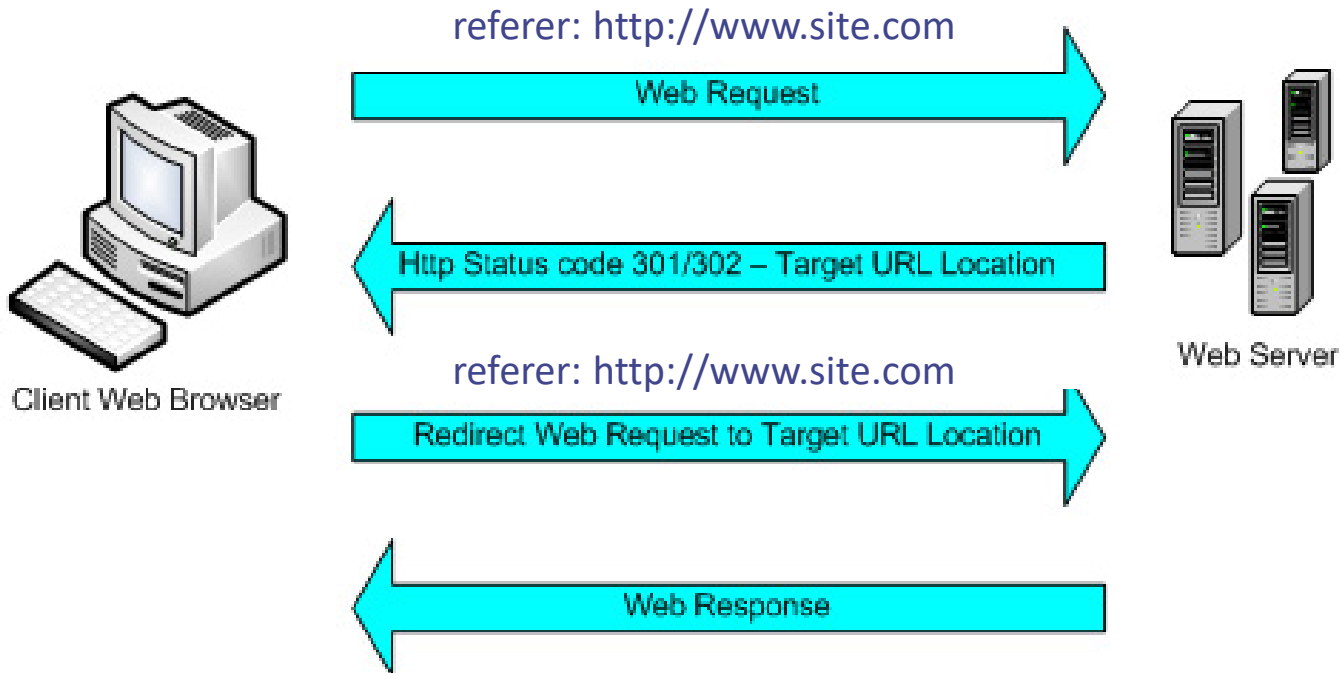 referer: http://www.site.com
Web Request
Http Status code 301/302 – Target URL Location
Web Server
referer: http://www.site.com
Client Web Browser
Redirect Web Request to Target URL Location
Web Response